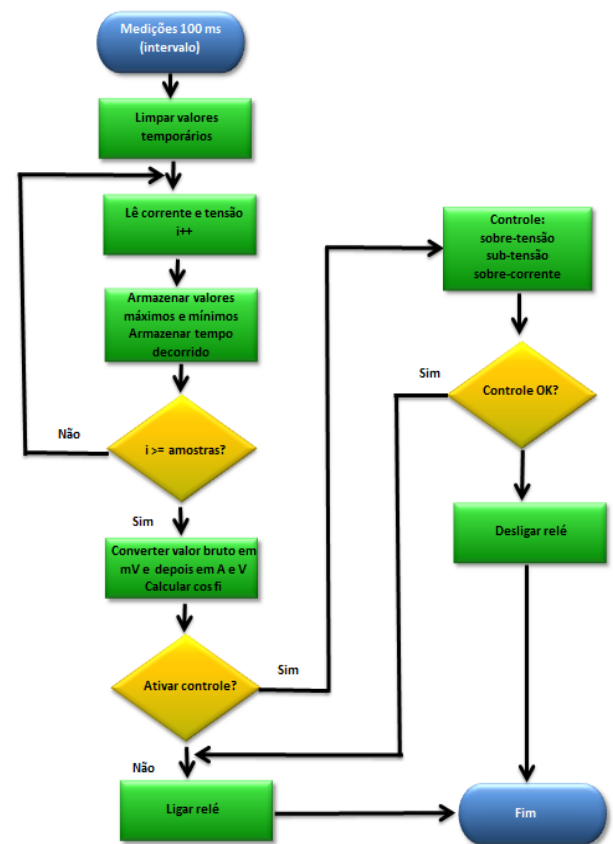 Medições 100 ms
(intervalo)
Limpar valores
temporários
Lê corrente e tensão
i++
Armazenar valores
máximos e mínimos
Armazenar tempo
decorrido
Não
i >= amostras?
Sim
Converter valor bruto em
mV e depois em A e V
Calcular cos fi
Ativar controle?
Sim
Não
Ligar relé
Controle:
sobre-tensão
sub-tensão
sobre-corrente
Sim
Controle OK?
Desligar relé
Fim